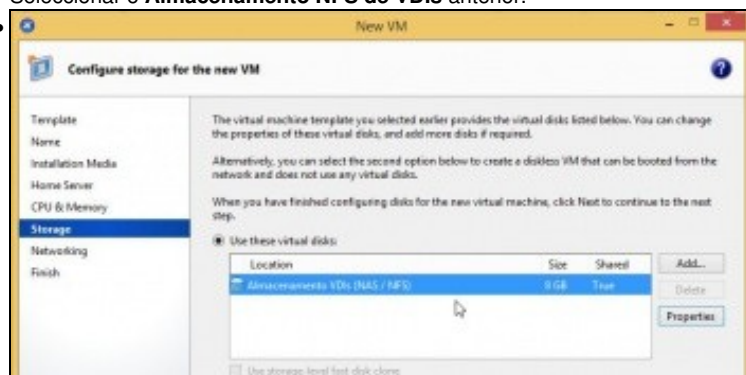 Seleccionar o Almacenamento NFS de VDIs anterior.
New VM
Configure storage for the new VM
Template
Name
Installation Media
Home Server
CPU & Memory
Storage
Networking
Finish
The virtual machine template you selected earlier provides the virtual disks listed below. You can change
the properties of these virtual disks, and add more disks if required.
Alternatively, you can select the second option below to create a diskless VM that can be booted from the
network and does not use any virtual disks.
When you have finished configuring disks for the new virtual machine, click Next to continue to the next
step.
Use these virtual disks:
Location Size Shared
Almacenamento VDIs (NAS / NFS) 8 GB True
Add...
Delete
Properties
Use storage-level fast disk clone